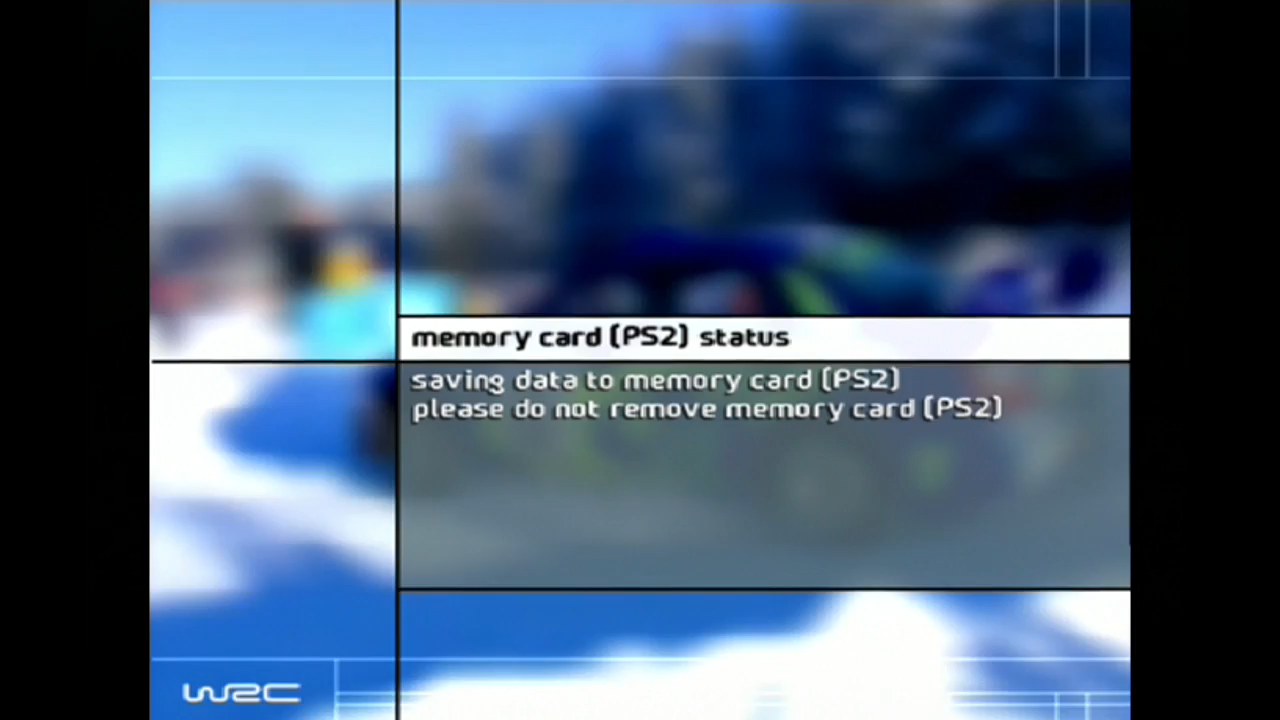 memory card (PS2) status
saving data to memory card (PS2)
please do not remove memory card (PS2)
WRC